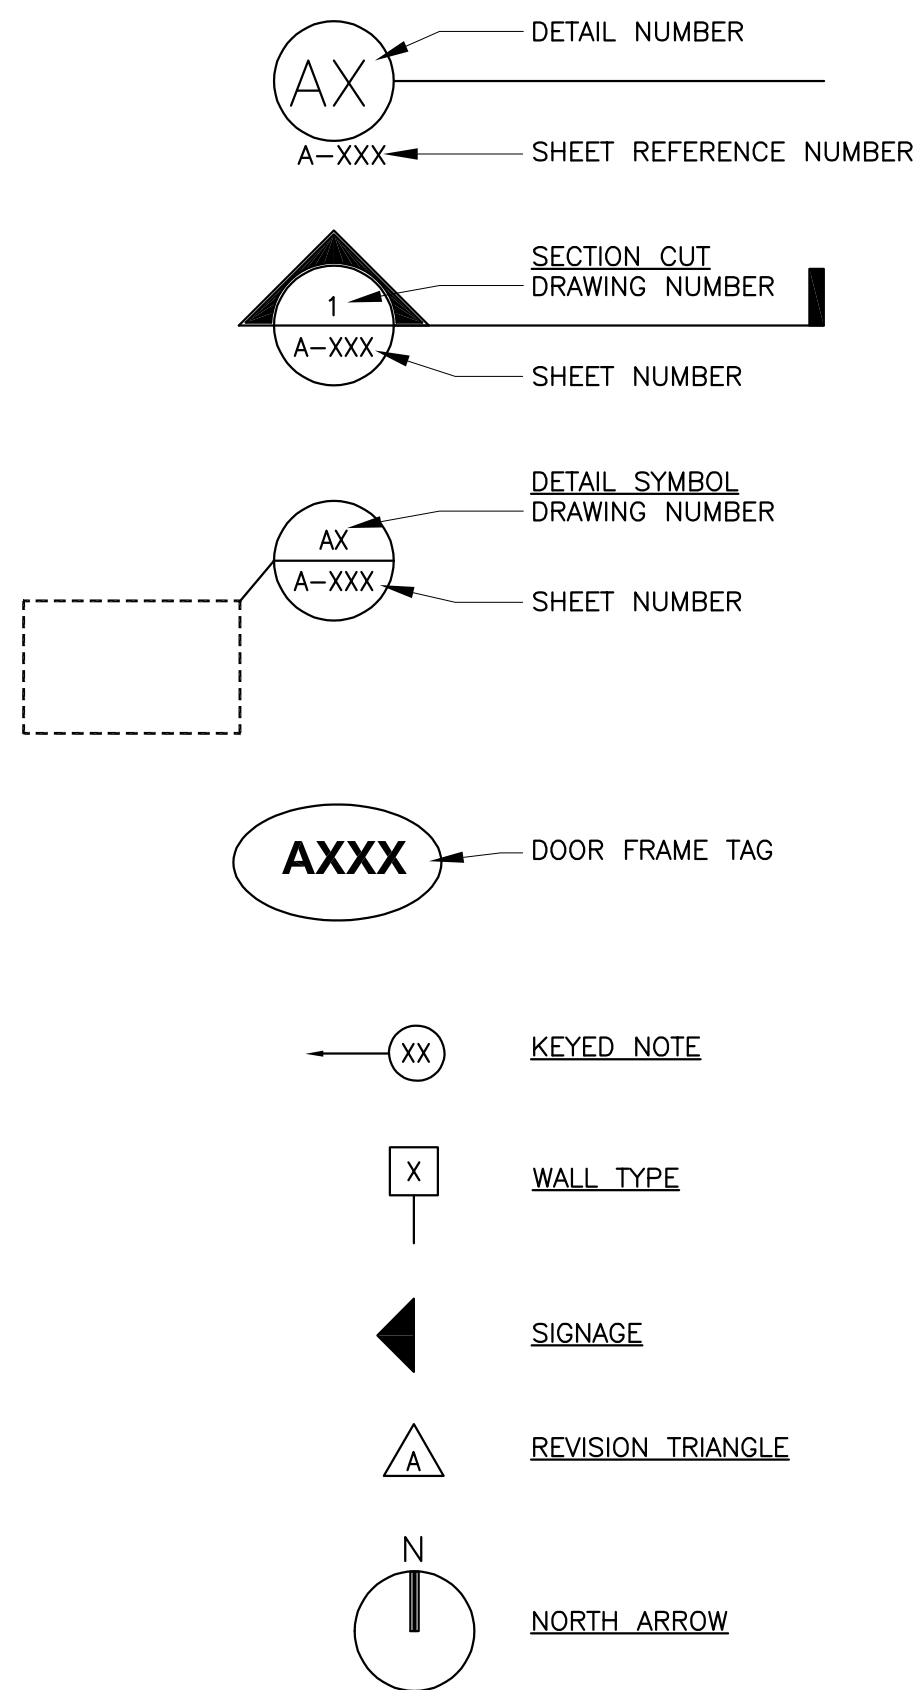 DETAIL NUMBER
AX
A-XXX
SHEET REFERENCE NUMBER
SECTION CUT
DRAWING NUMBER
1
A-XXX
SHEET NUMBER
DETAIL SYMBOL
DRAWING NUMBER
AX
A-XXX
SHEET NUMBER
AXXX
DOOR FRAME TAG
XX
KEYED NOTE
X
WALL TYPE
SIGNAGE
A
REVISION TRIANGLE
N
NORTH ARROW